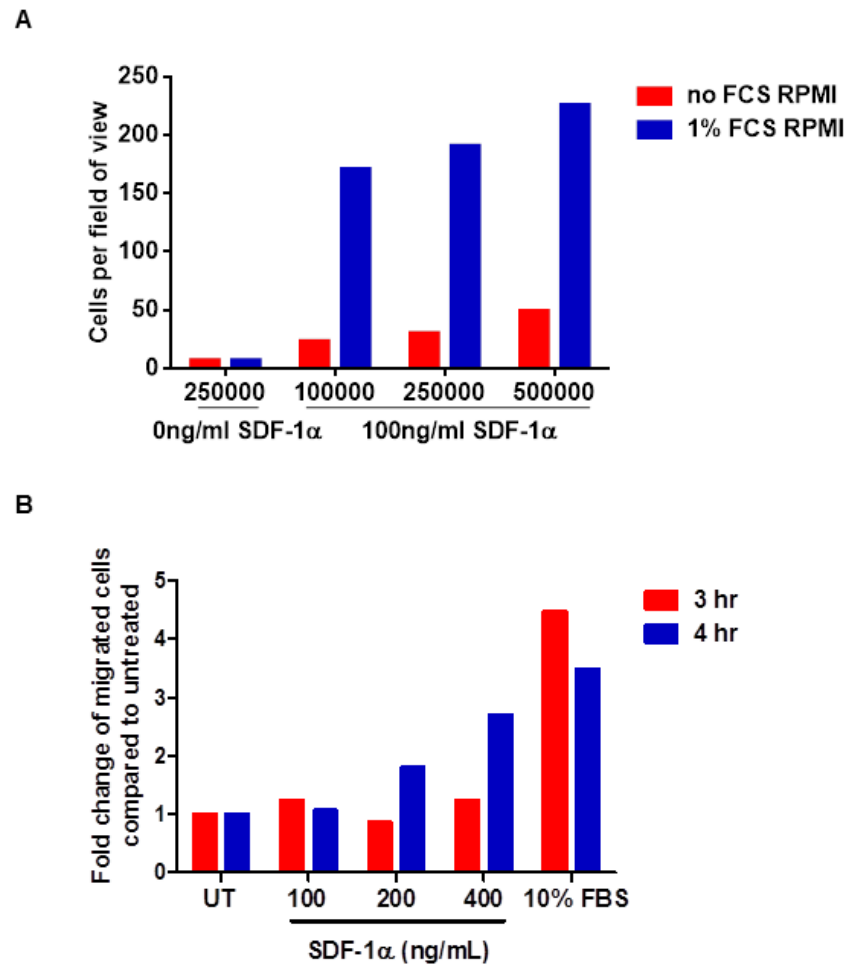 A
Cells per field of view
250
200
150
100
50
0
no FCS RPMI
1% FCS RPMI
250000 100000 250000 500000
0ng/ml SDF-1α 100ng/ml SDF-1α
B
Fold change of migrated cells
compared to untreated
5
4
3
2
1
0
3 hr
4 hr
UT 100 200 400 10% FBS
SDF-1α (ng/mL)